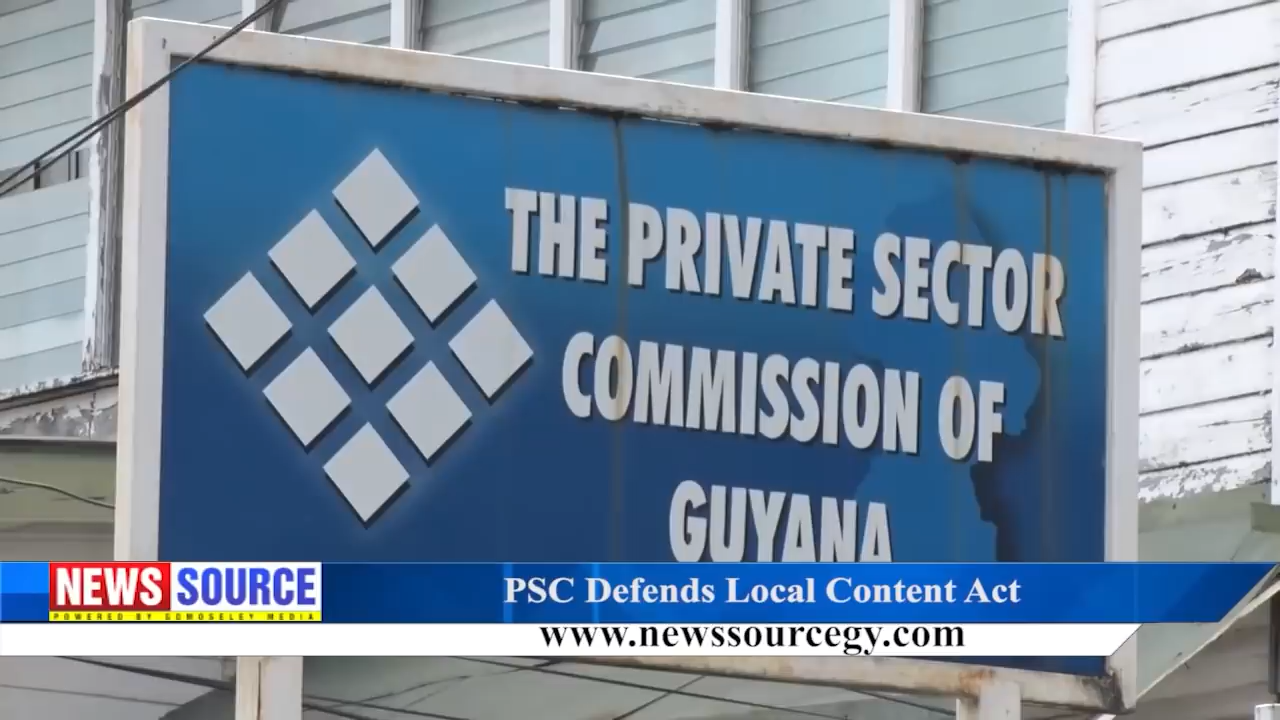 THE PRIVATE SECTOR
COMMISSION OF
GUYANA
NEWS SOURCE
POWERED BY GDMOSELEY MEDIA
PSC Defends Local Content Act
www.newssourcegy.com